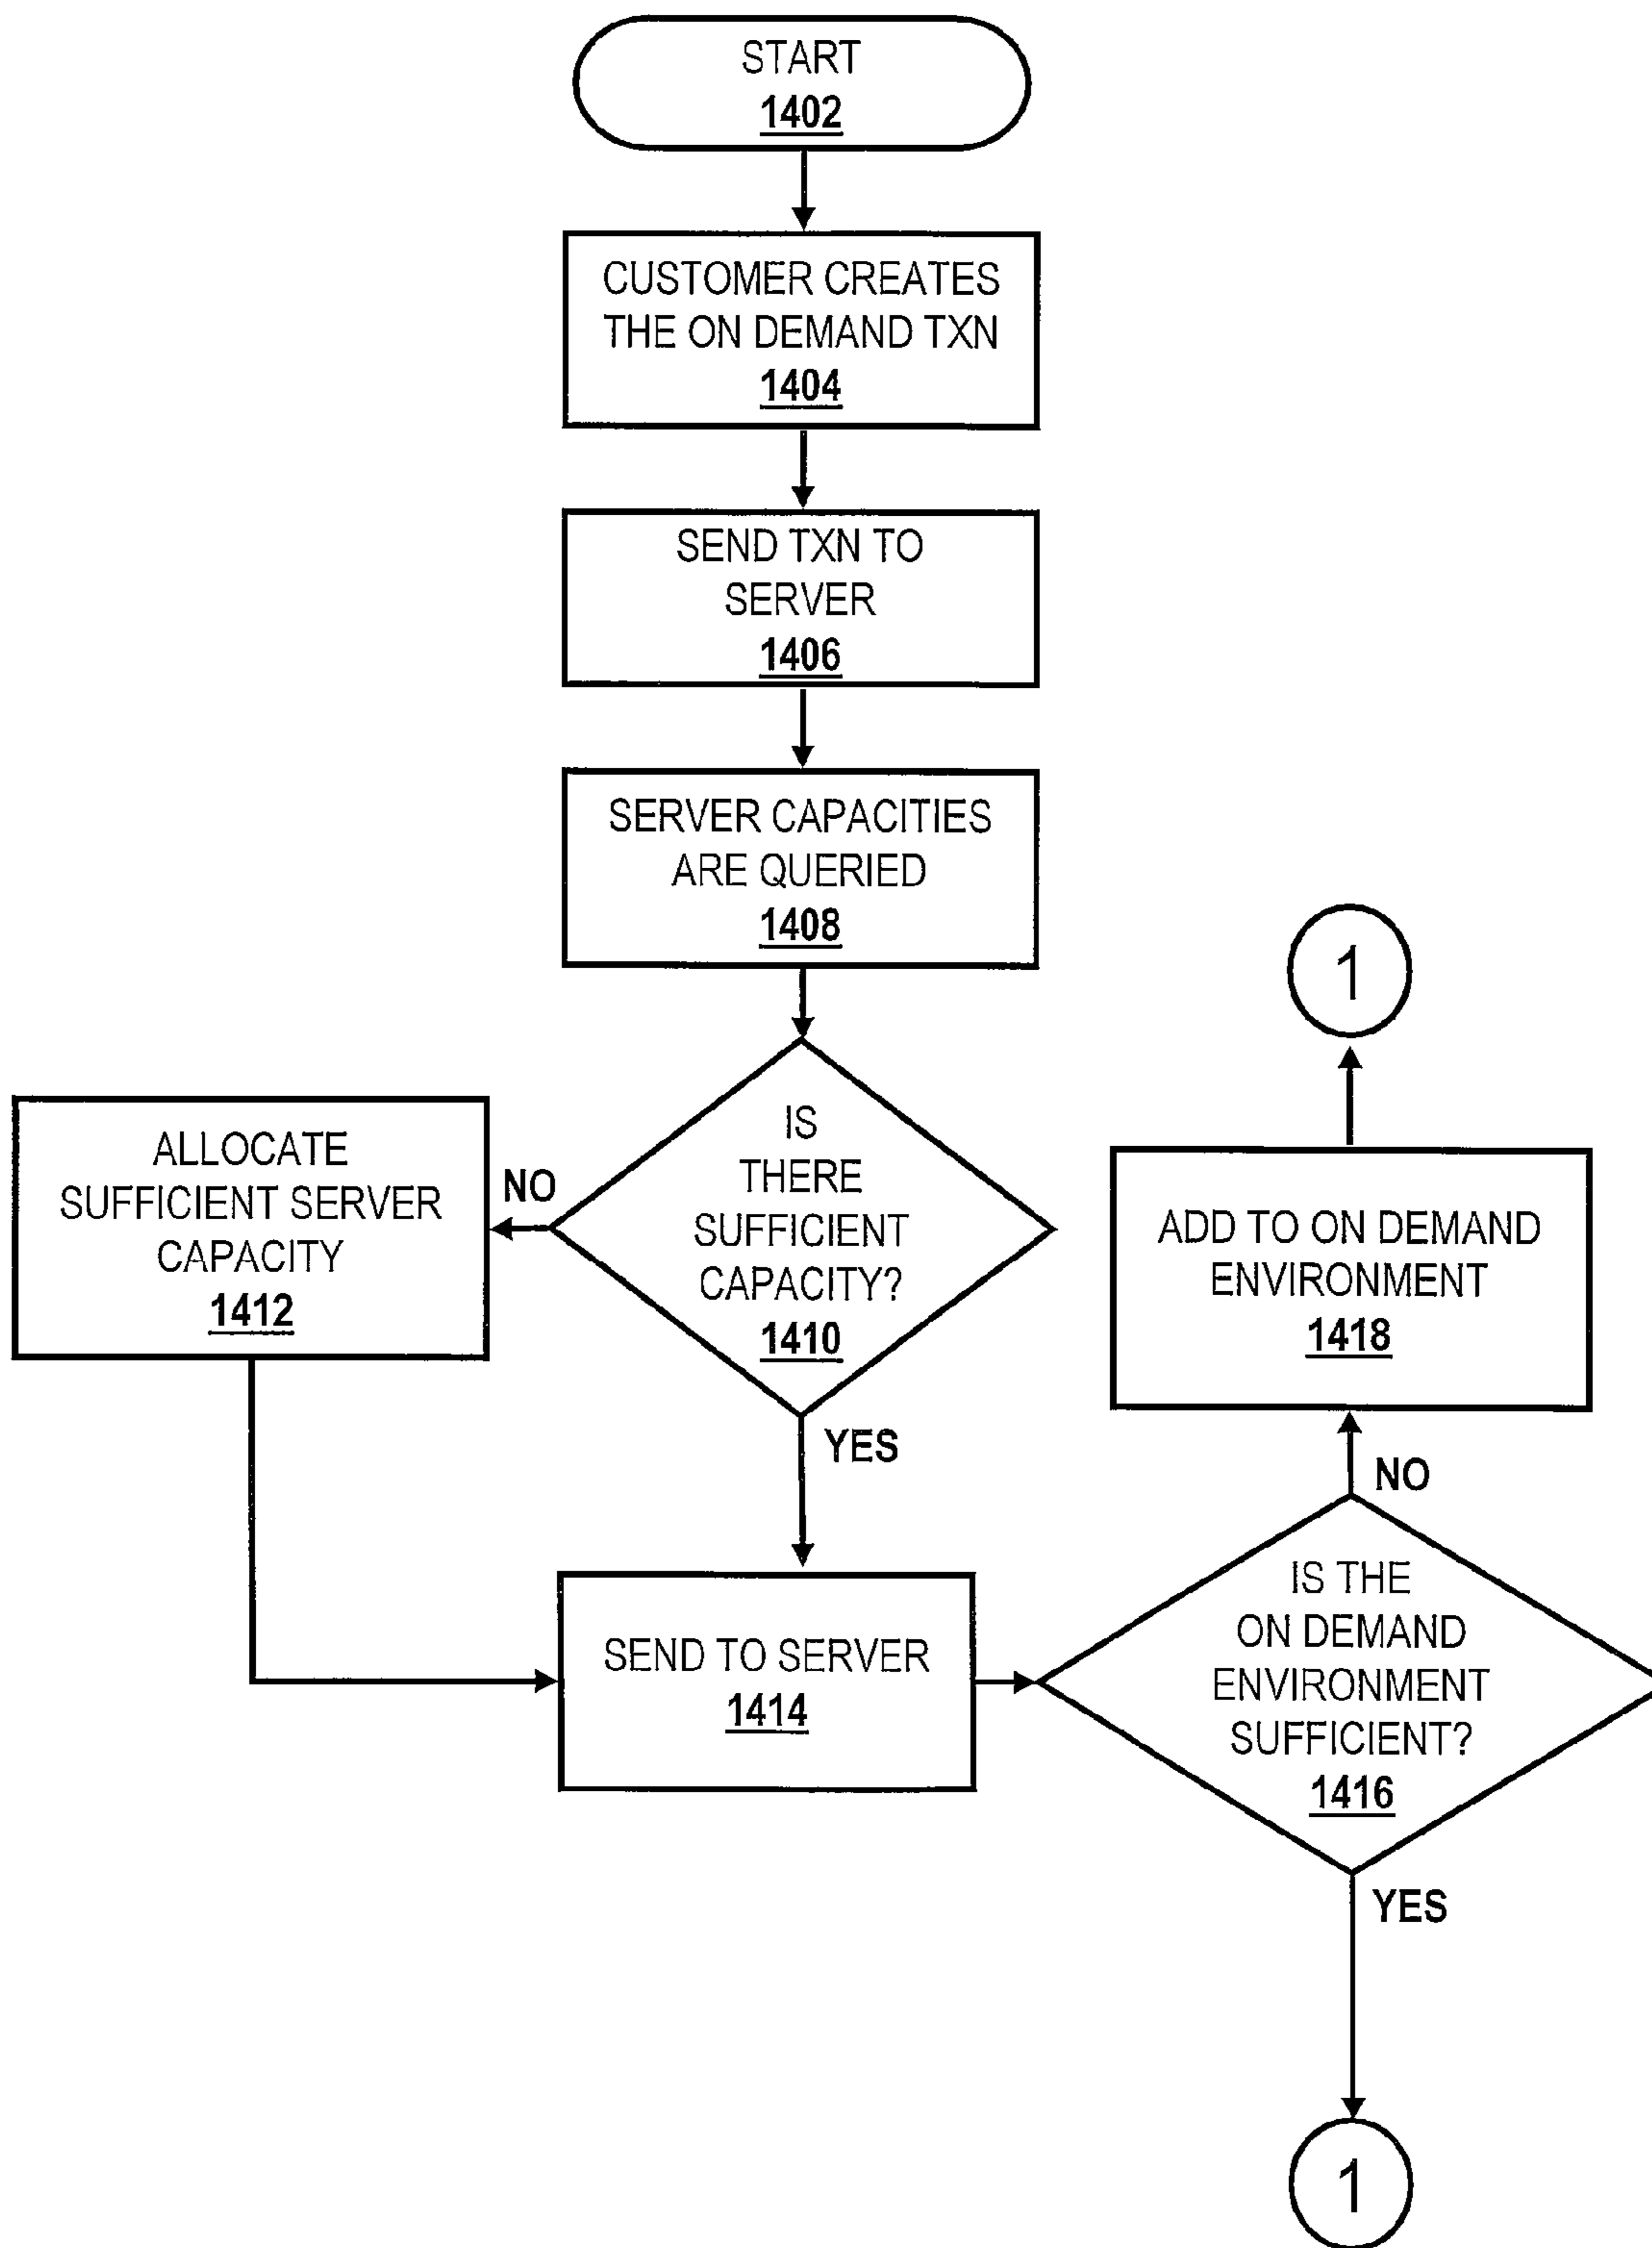 START
1402
CUSTOMER CREATES
THE ON DEMAND TXN
1404
SEND TXN TO
SERVER
1406
SERVER CAPACITIES
ARE QUERIED
1408
IS
THERE
SUFFICIENT
CAPACITY?
1410
NO
ALLOCATE
SUFFICIENT SERVER
CAPACITY
1412
YES
SEND TO SERVER
1414
IS THE
ON DEMAND
ENVIRONMENT
SUFFICIENT?
1416
NO
ADD TO ON DEMAND
ENVIRONMENT
1418
1
YES
1